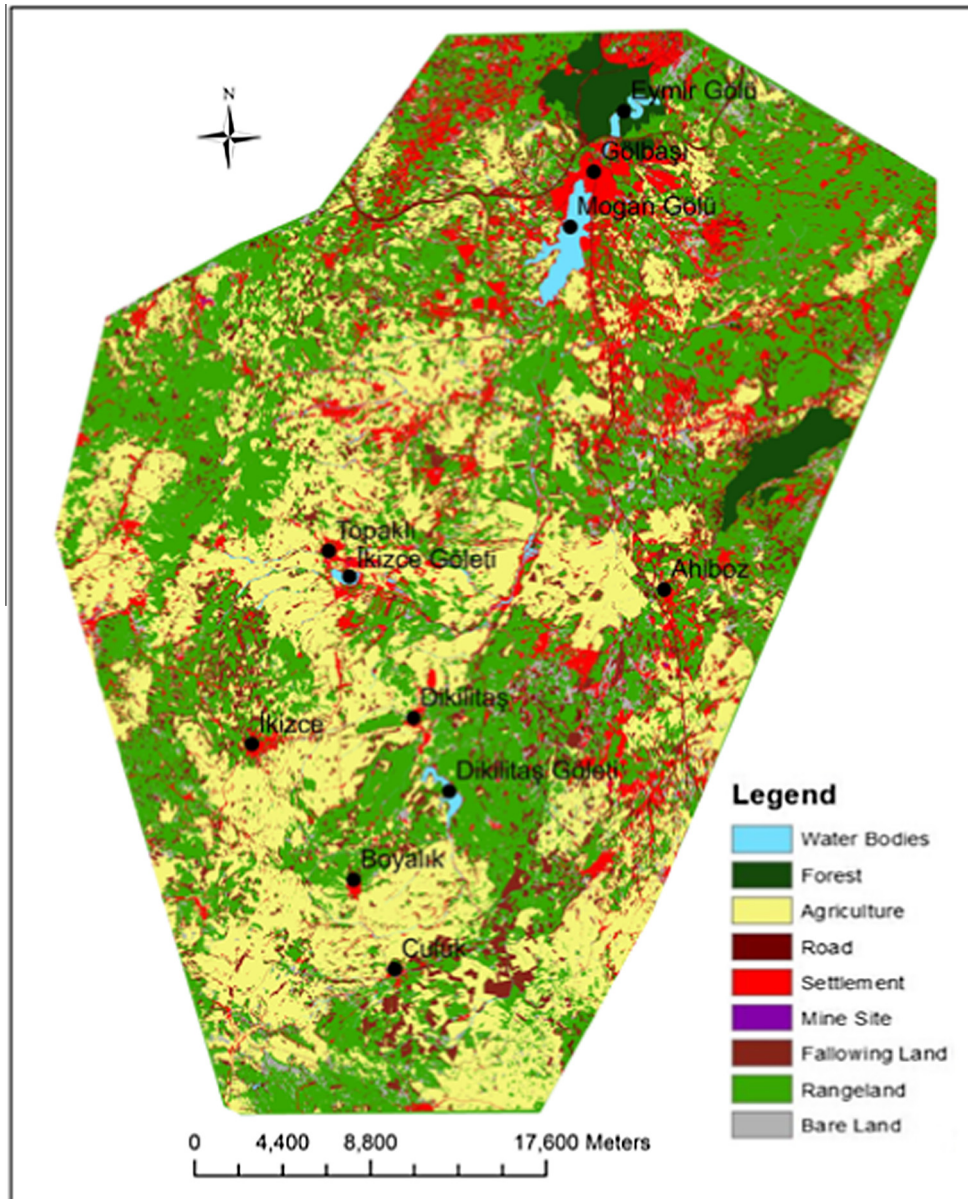 N
Eymir Gölü
Gölbaşı
Mogan Gölü
Topaklı
İkizce Göleti
Ahiboz
Dikilitaş
İkizce
Dikilitaş Göleti
Boyalık
Çufuk
Legend
Water Bodies
Forest
Agriculture
Road
Settlement
Mine Site
Fallowing Land
Rangeland
Bare Land
0 4,400 8,800 17,600 Meters